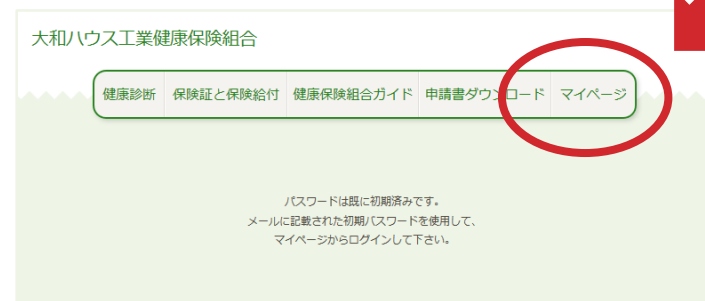 大和ハウス工業健康保険組合
健康診断 保険証と保険給付 健康保険組合ガイド 申請書ダウンロード マイページ
パスワードは既に初期済みです。
メールに記載された初期パスワードを使用して、
マイページからログインして下さい。